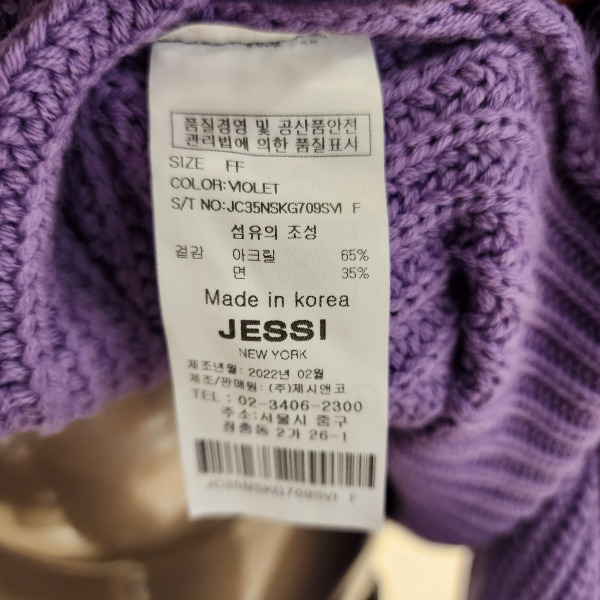 품질경영 및 공산품안전
관리법에 의한 품질표시
SIZE FF
COLOR:VIOLET
S/T NO:JC35NSKG709SVI F
섬유의 조성
겉감 아크릴 65%
면 35%
Made in korea
JESSI
NEW YORK
제조년월: 2022년 02월
제조/판매원: (주)제시앤코
TEL : 02-3406-2300
주소:서울시 중구
장충동 2가 26-1
JC35NSKG709SVI F